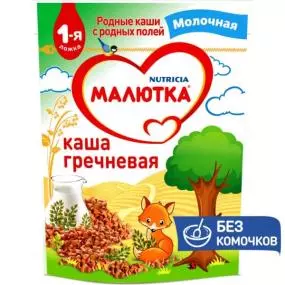 1-я
ложка
Родные каши
с родных полей
Молочная
NUTRICIA
МАЛЮТКА®
каша
гречневая
БЕЗ
КОМОЧКОВ